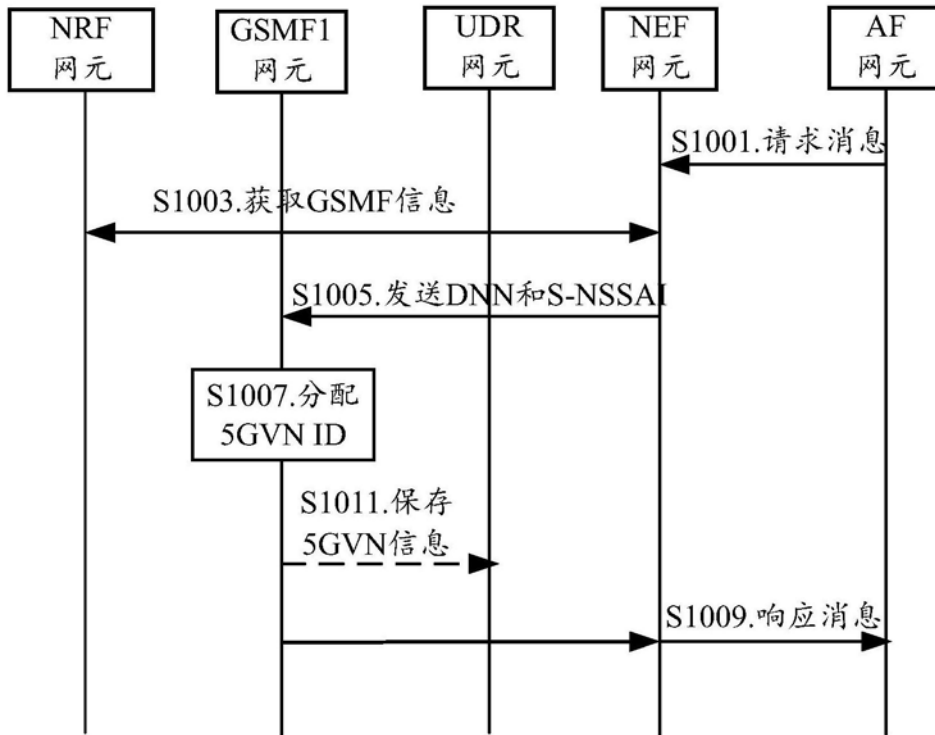 NRF
网元
GSMF1
网元
UDR
网元
NEF
网元
AF
网元
S1001.请求消息
S1003.获取GSMF信息
S1005.发送DNN和S-NSSAI
S1007.分配
5GVN ID
S1011.保存
5GVN信息
S1009.响应消息